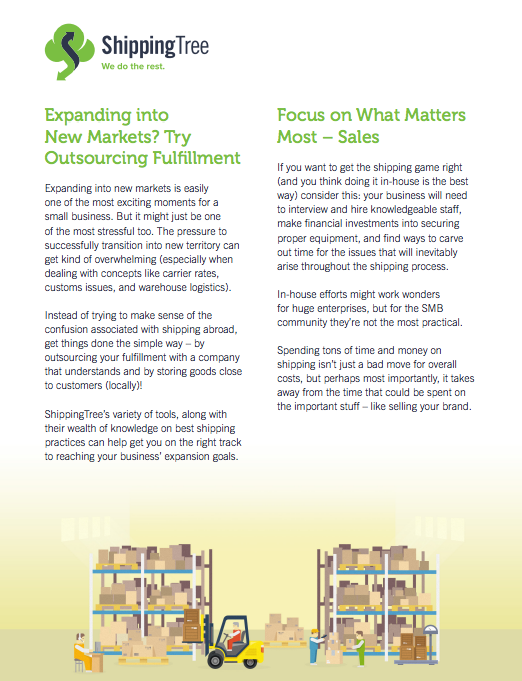 ShippingTree
We do the rest.
Expanding into
New Markets? Try
Outsourcing Fulfillment
Expanding into new markets is easily
one of the most exciting moments for a
small business. But it might just be one
of the most stressful too. The pressure to
successfully transition into new territory can
get kind of overwhelming (especially when
dealing with concepts like carrier rates,
customs issues, and warehouse logistics).
Instead of trying to make sense of the
confusion associated with shipping abroad,
get things done the simple way – by
outsourcing your fulfillment with a company
that understands and by storing goods close
to customers (locally)!
ShippingTree's variety of tools, along with
their wealth of knowledge on best shipping
practices can help get you on the right track
to reaching your business' expansion goals.
Focus on What Matters
Most – Sales
If you want to get the shipping game right
(and you think doing it in-house is the best
way) consider this: your business will need
to interview and hire knowledgeable staff,
make financial investments into securing
proper equipment, and find ways to carve
out time for the issues that will inevitably
arise throughout the shipping process.
In-house efforts might work wonders
for huge enterprises, but for the SMB
community they're not the most practical.
Spending tons of time and money on
shipping isn't just a bad move for overall
costs, but perhaps most importantly, it takes
away from the time that could be spent on
the important stuff – like selling your brand.